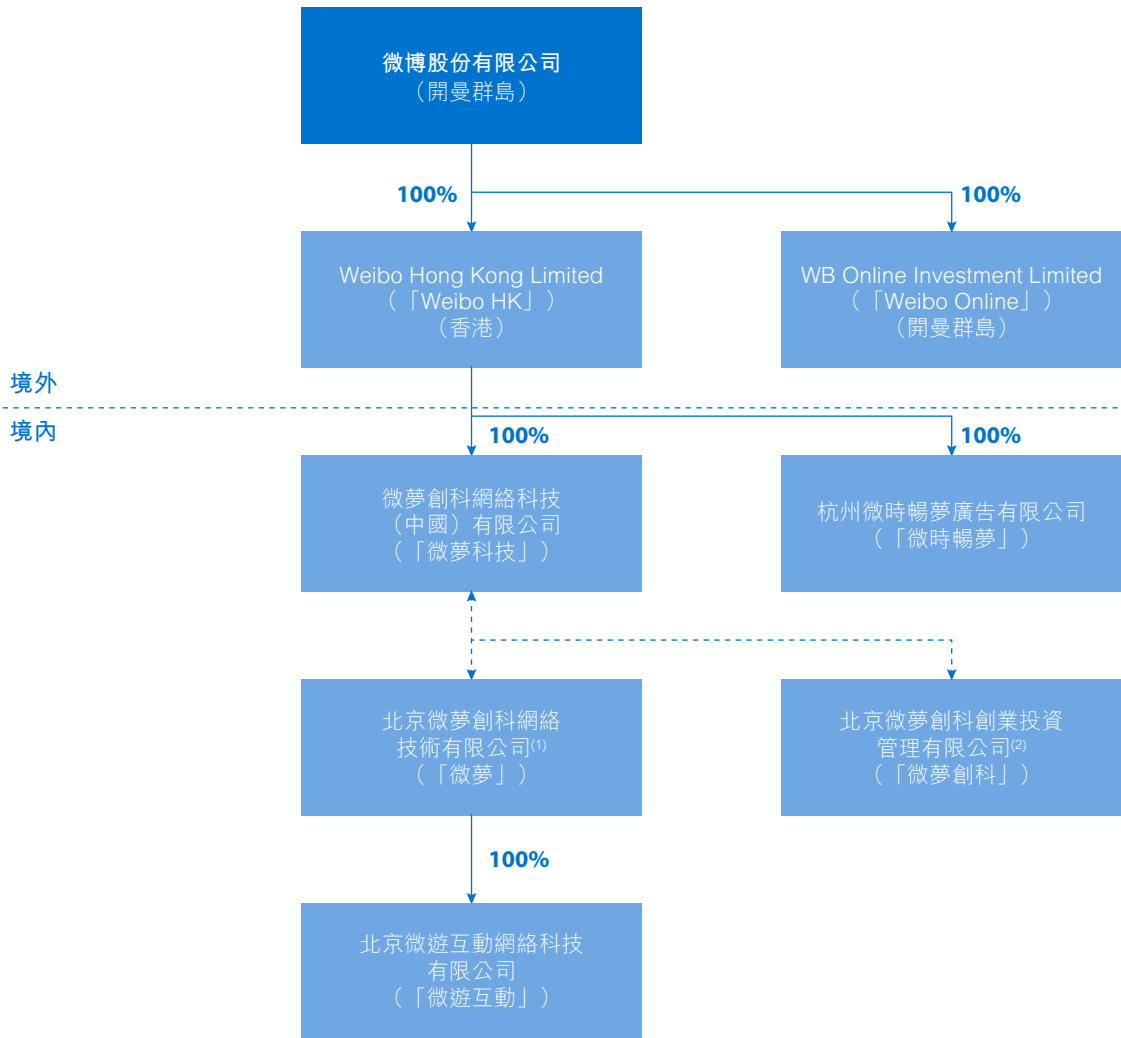 微博股份有限公司
（開曼群島）
100%
100%
Weibo Hong Kong Limited
（「Weibo HK」）
（香港）
WB Online Investment Limited
（「Weibo Online」）
（開曼群島）
境外
境內
100%
100%
微夢創科網絡科技
（中國）有限公司
（「微夢科技」）
杭州微時暢夢廣告有限公司
（「微時暢夢」）
北京微夢創科網絡
技術有限公司(1)
（「微夢」）
北京微夢創科創業投資
管理有限公司(2)
（「微夢創科」）
100%
北京微遊互動網絡科技
有限公司
（「微遊互動」）